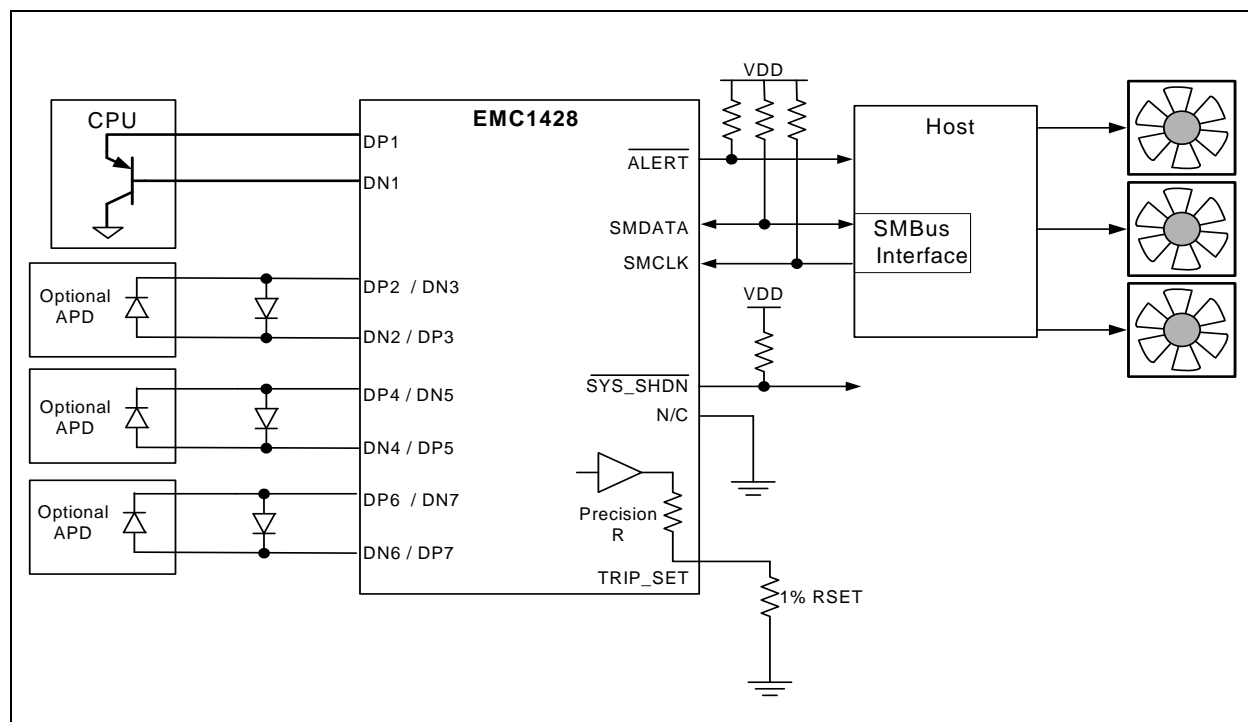 CPU
EMC1428
DP1
DN1
VDD
ALERT
Host
SMDATA
SMCLK
SMBus
Interface
Optional
APD
DP2 / DN3
DN2 / DP3
VDD
Optional
APD
DP4 / DN5
DN4 / DP5
SYS_SHDN
N/C
Optional
APD
DP6 / DN7
DN6 / DP7
Precision
R
TRIP_SET
1% RSET